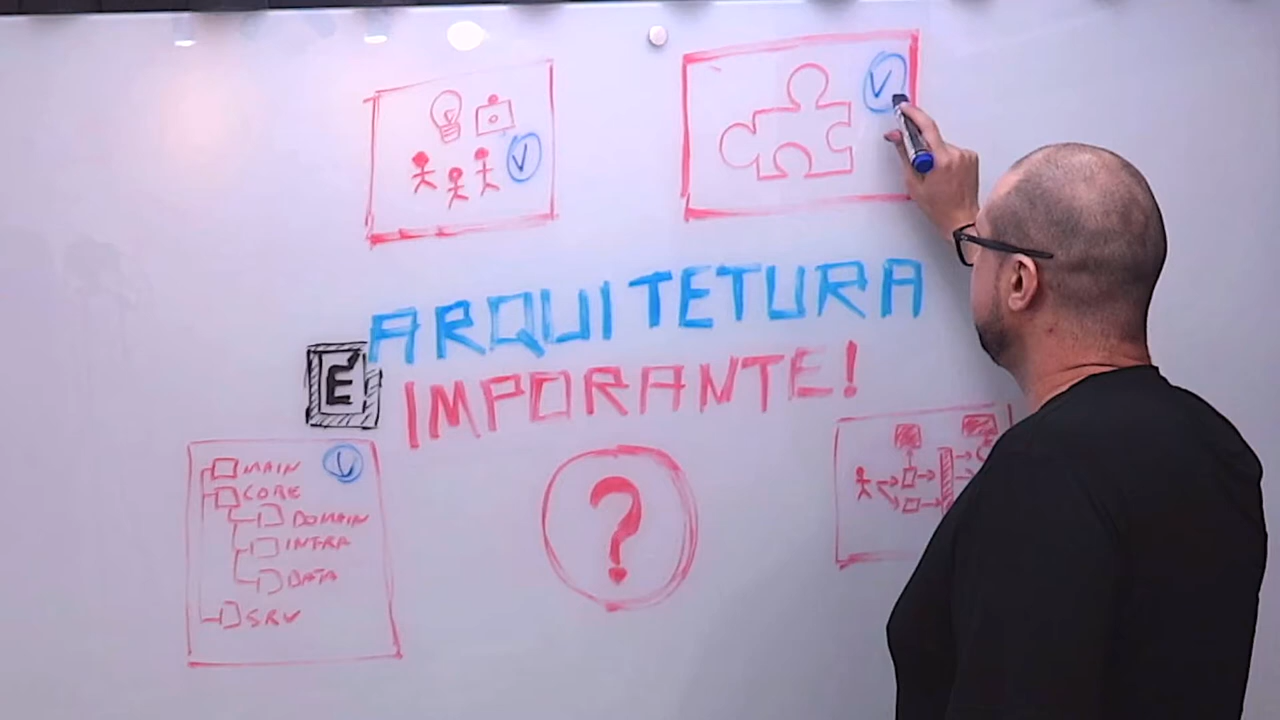 ARQUITETURA
É IMPORANTE!
?
MAIN
CORE
DOMAIN
INFRA
DATA
SRV